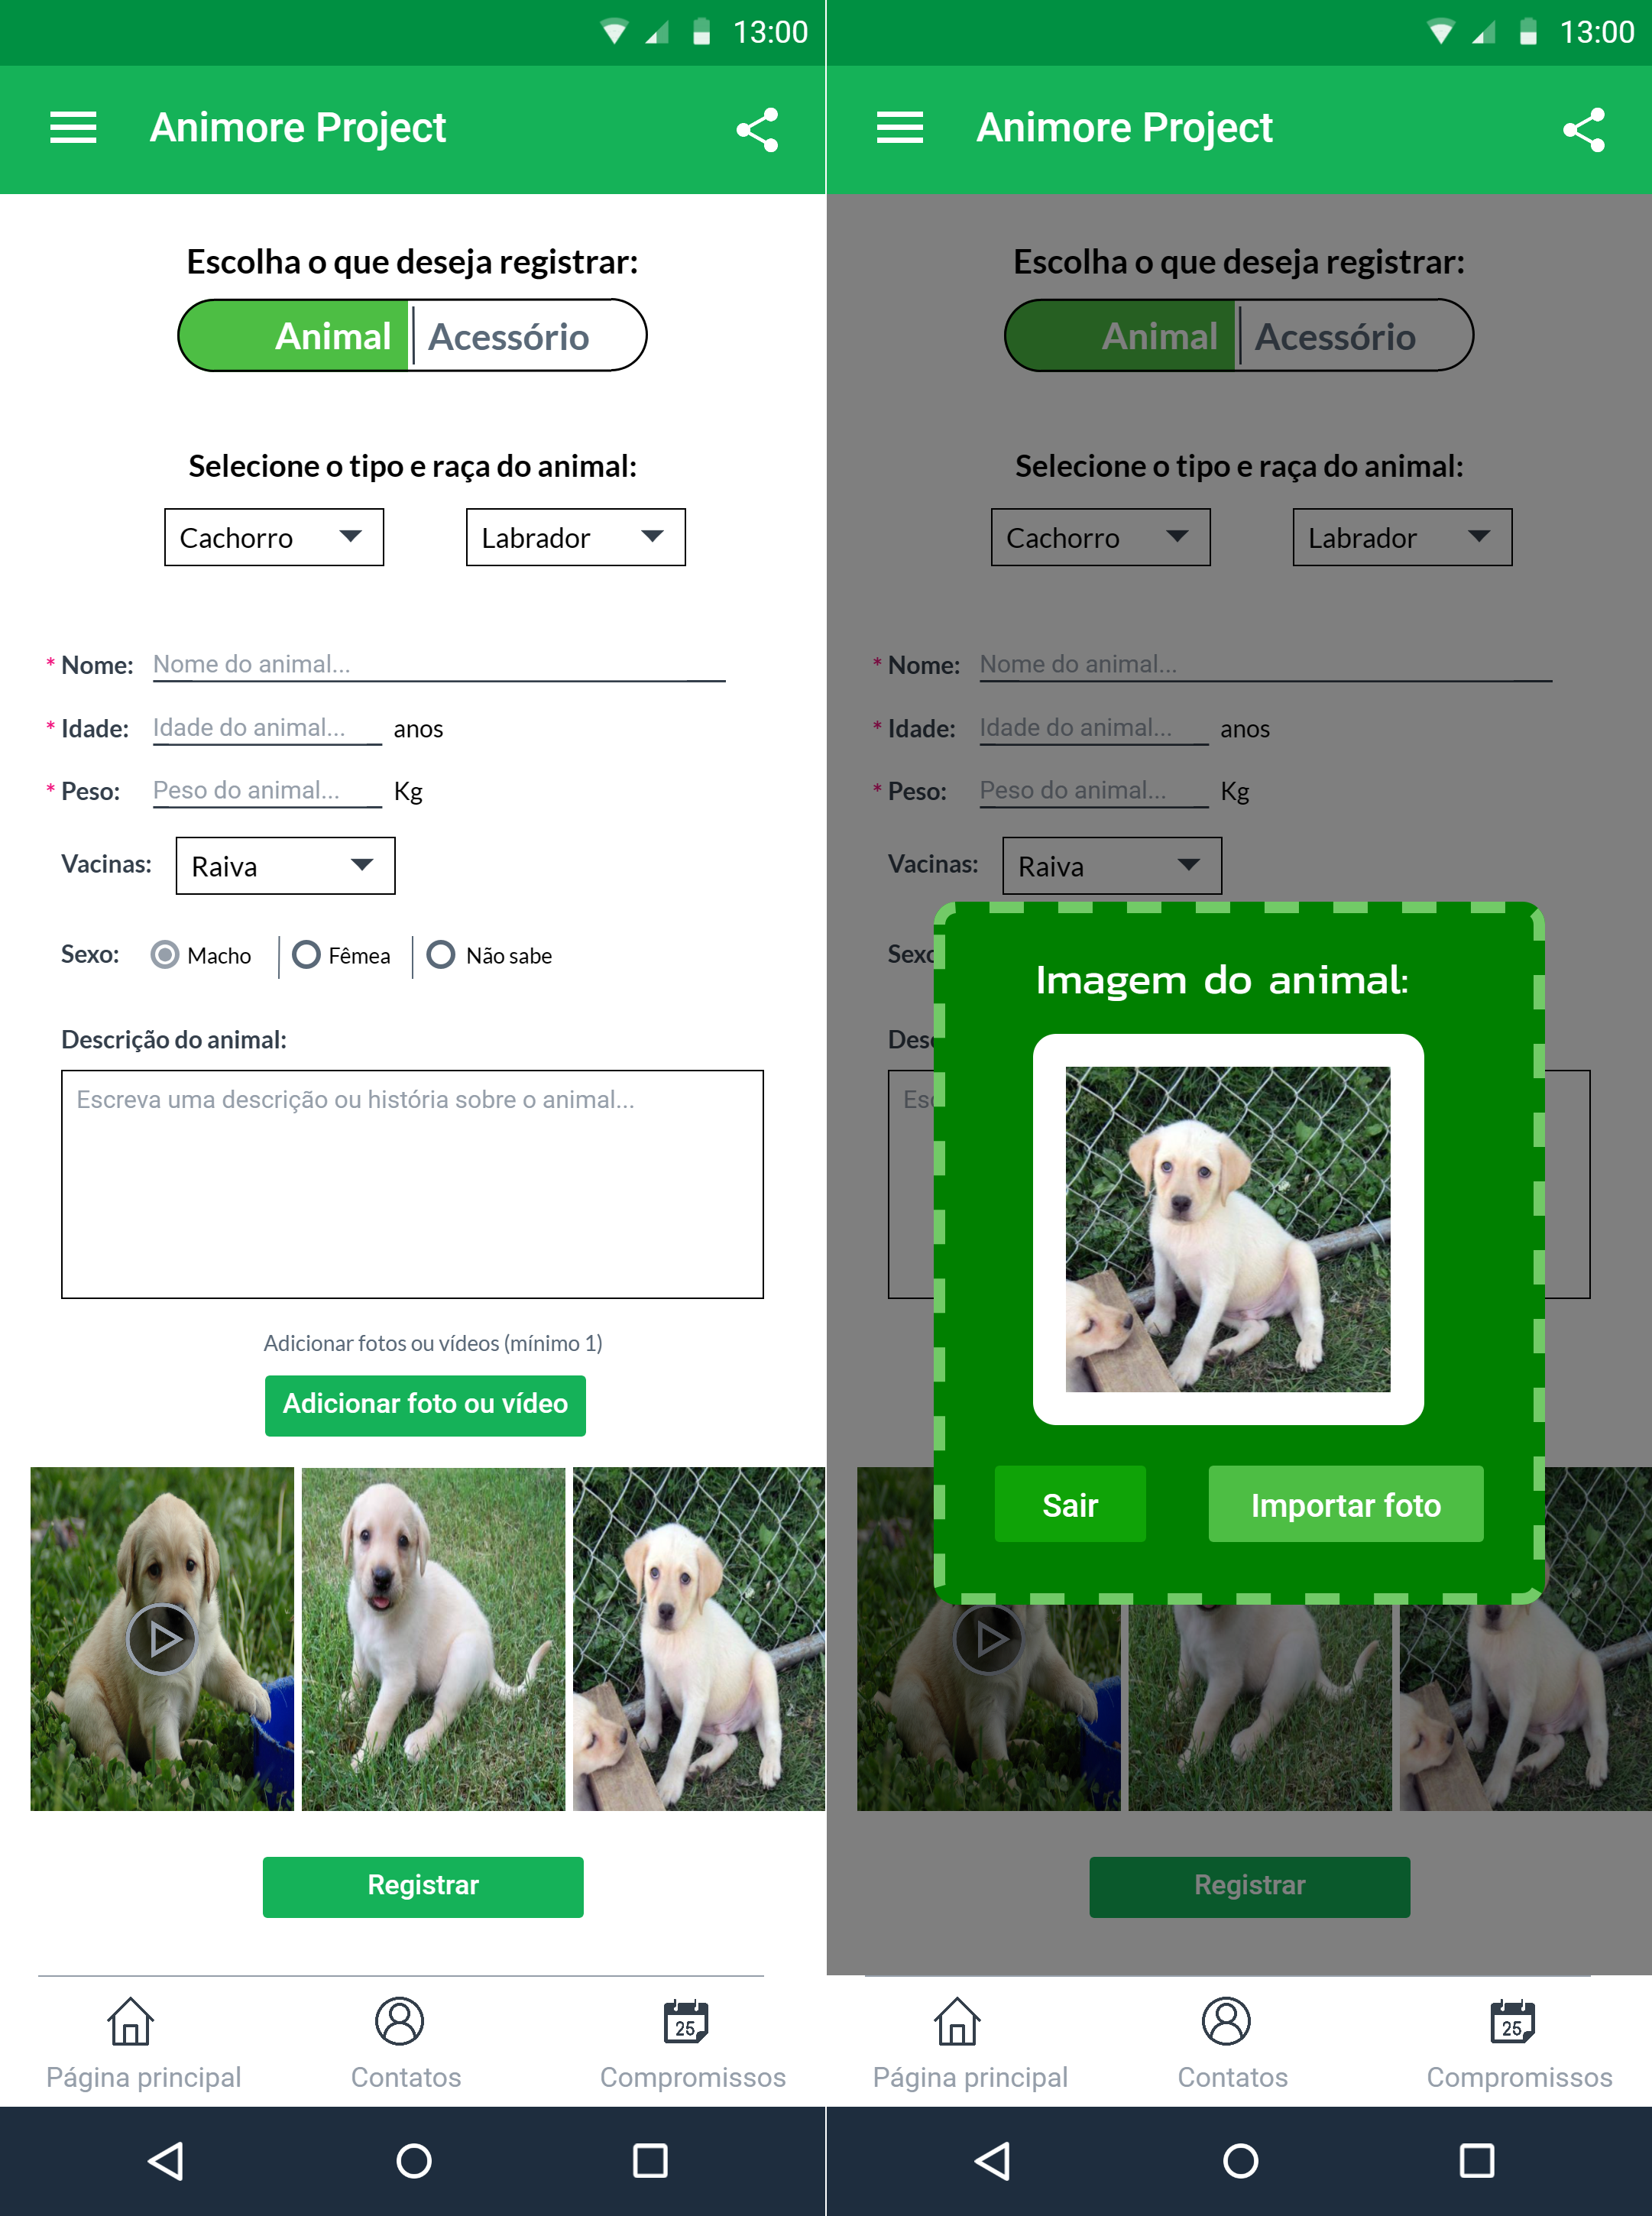 13:00
Animore Project
Escolha o que deseja registrar:
Animal Acessório
Selecione o tipo e raça do animal:
Cachorro Labrador
* Nome: Nome do animal...
* Idade: Idade do animal... anos
* Peso: Peso do animal... Kg
Vacinas: Raiva
Sexo: Macho Fêmea Não sabe
Descrição do animal:
Escreva uma descrição ou história sobre o animal...
Adicionar fotos ou vídeos (mínimo 1)
Adicionar foto ou vídeo
Registrar
25
Página principal Contatos Compromissos
13:00
Animore Project
Escolha o que deseja registrar:
Animal Acessório
Selecione o tipo e raça do animal:
Cachorro Labrador
* Nome: Nome do animal...
* Idade: Idade do animal... anos
* Peso: Peso do animal... Kg
Vacinas: Raiva
Imagem do animal:
Sair Importar foto
Registrar
25
Página principal Contatos Compromissos